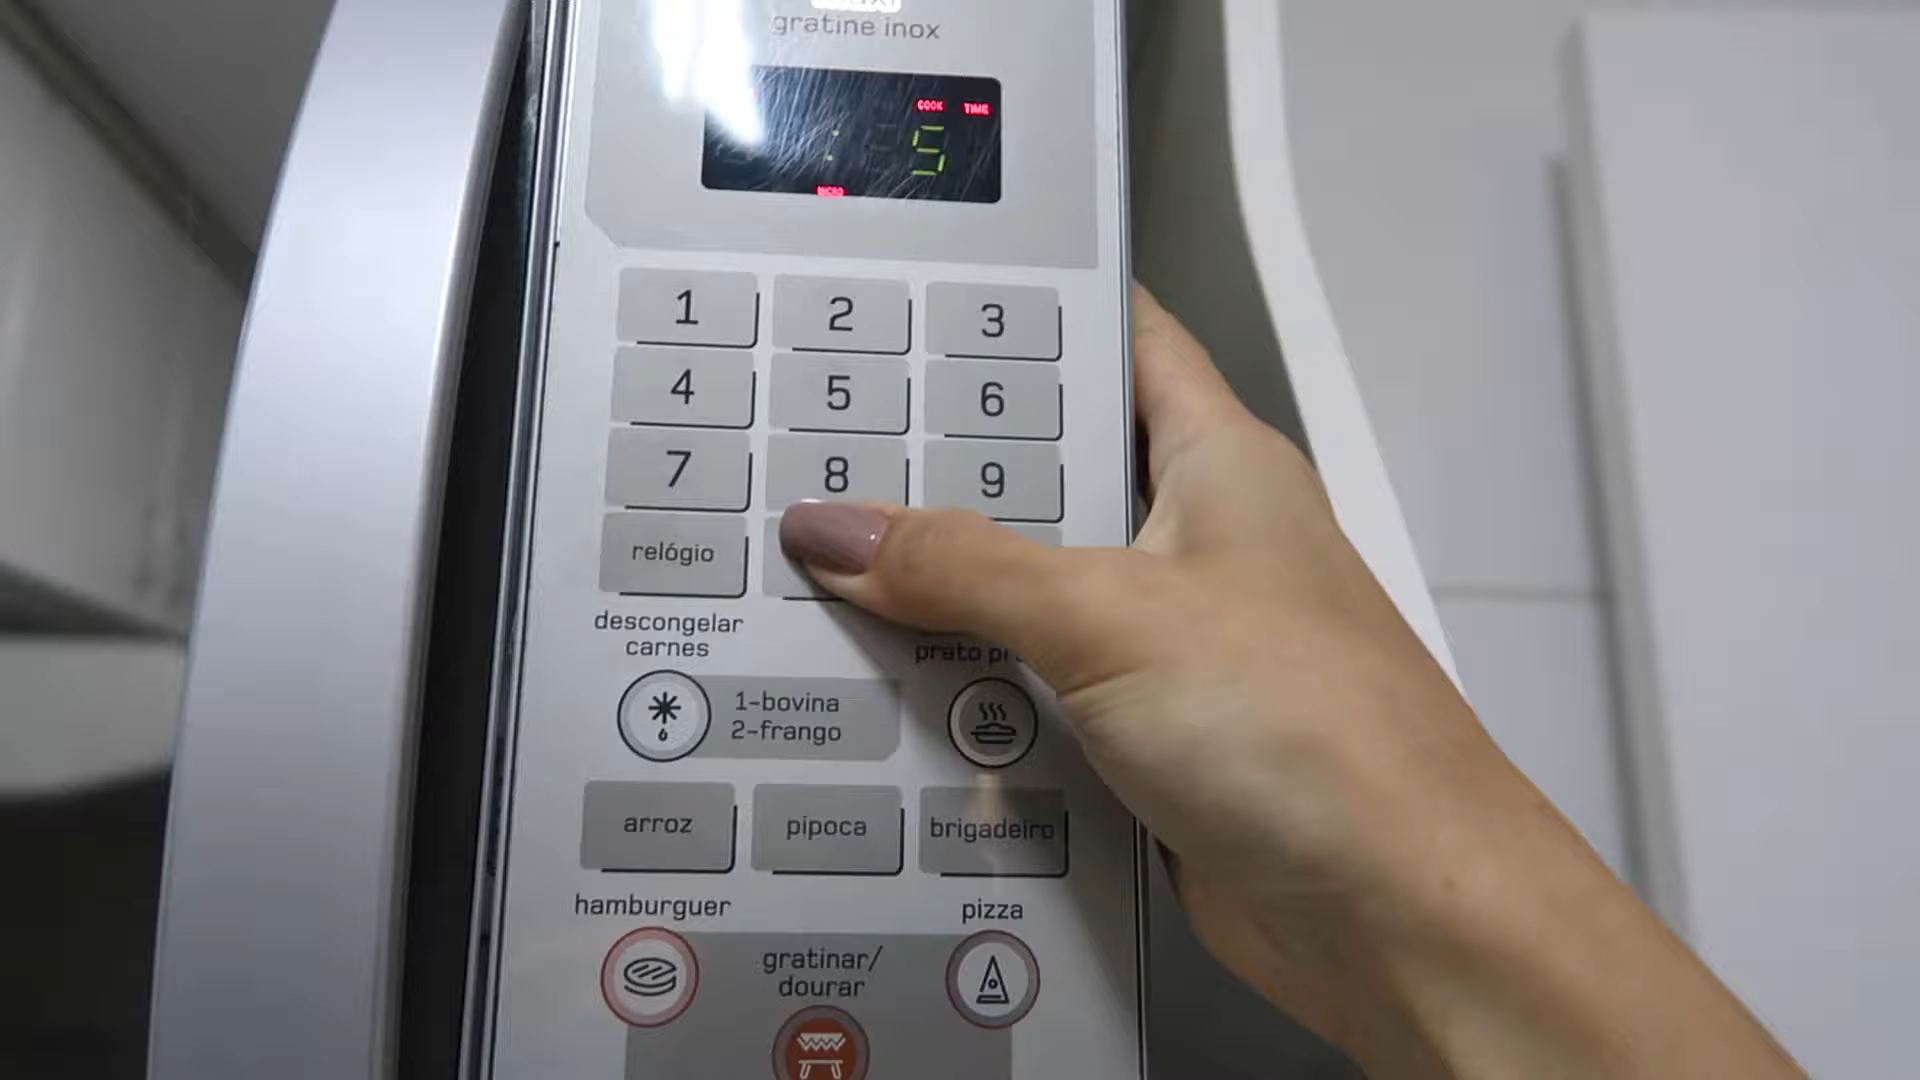 gratine inox
COOK TIME
: 5
MICRO
1 2 3
4 5 6
7 8 9
relógio
descongelar
carnes
prato
1-bovina
2-frango
arroz pipoca brigadeiro
hamburguer
pizza
gratinar/
dourar